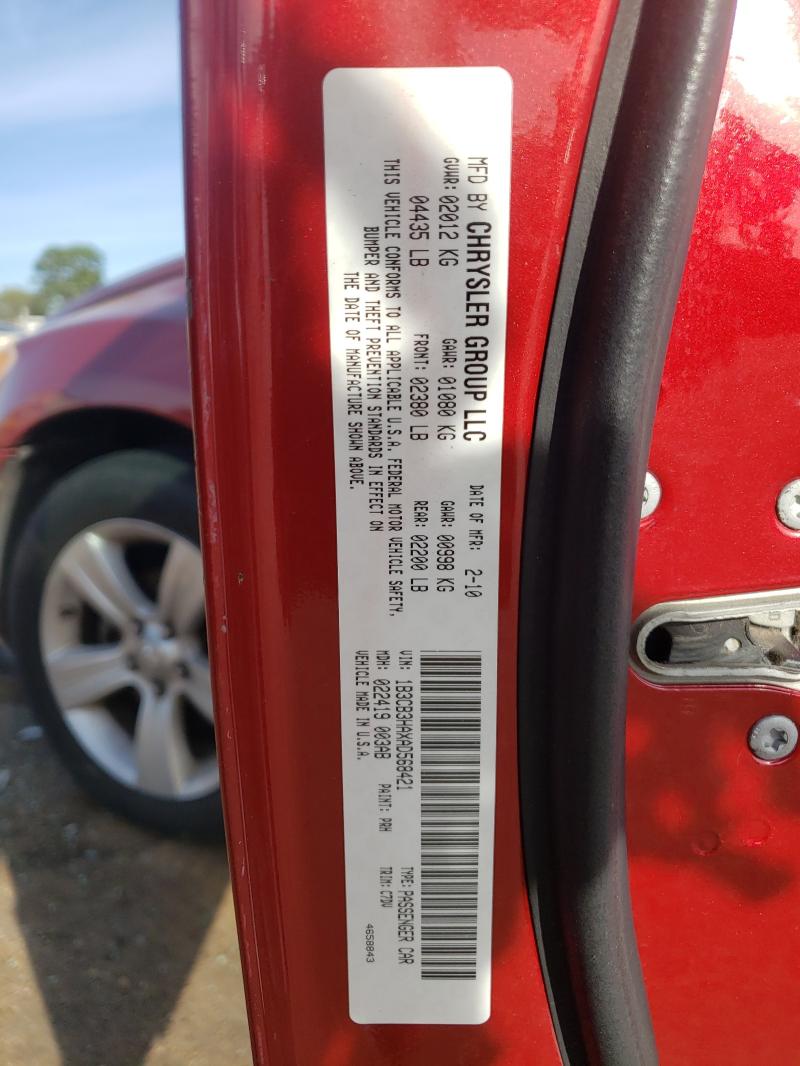 MFD BY CHRYSLER GROUP LLC DATE OF MFR: 2-10
GVWR: 02012 KG GAWR: 01080 KG GAWR: 00998 KG
04435 LB FRONT: 02380 LB REAR: 02200 LB
THIS VEHICLE CONFORMS TO ALL APPLICABLE U.S.A. FEDERAL MOTOR VEHICLE SAFETY,
BUMPER AND THEFT PREVENTION STANDARDS IN EFFECT ON
THE DATE OF MANUFACTURE SHOWN ABOVE.
VIN: 1B3CB3HAXAD568421 TYPE: PASSENGER CAR
MDH: 022419 003AB PAINT: PRH TRIM: C7DV
VEHICLE MADE IN U.S.A. 4658843